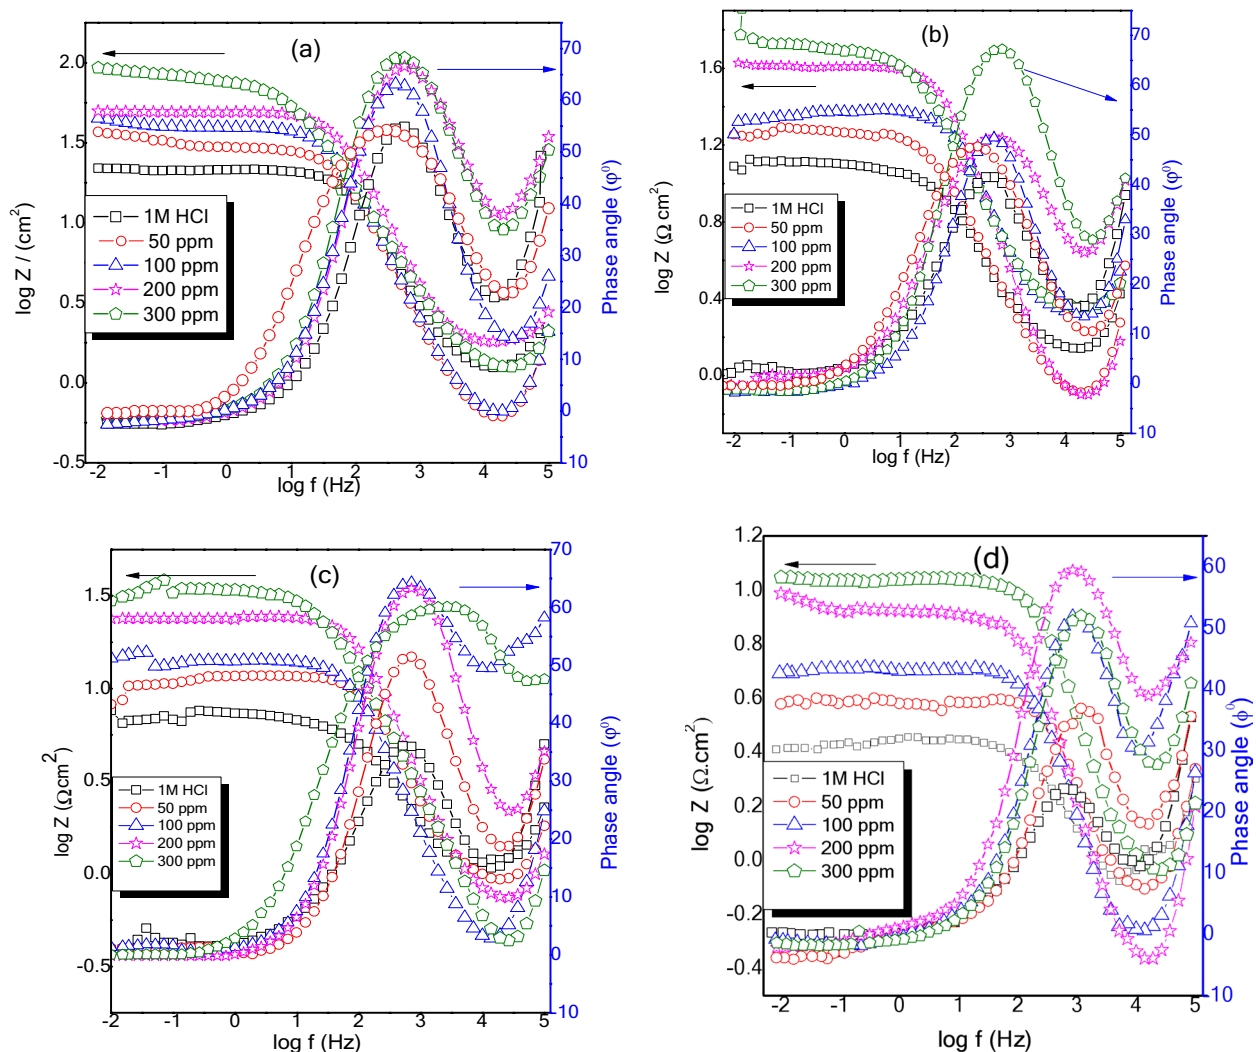 (a)
log Z / (cm²)
2.0
1.5
1.0
0.5
0.0
-0.5
1M HCl
50 ppm
100 ppm
200 ppm
300 ppm
-2 -1 0 1 2 3 4 5
log f (Hz)
70
60
50
40
30
20
10
0
-10
Phase angle (φ⁰)
(b)
log Z (Ω cm²)
1.6
1.2
0.8
0.4
0.0
1M HCl
50 ppm
100 ppm
200 ppm
300 ppm
-2 -1 0 1 2 3 4 5
log f (Hz)
70
60
50
40
30
20
10
0
-10
Phase angle (φ⁰)
(c)
log Z (Ωcm²)
1.5
1.0
0.5
0.0
-0.5
1M HCl
50 ppm
100 ppm
200 ppm
300 ppm
-2 -1 0 1 2 3 4 5
log f (Hz)
70
60
50
40
30
20
10
0
-10
Phase angle (φ⁰)
(d)
log Z (Ω.cm²)
1.2
1.0
0.8
0.6
0.4
0.2
0.0
-0.2
-0.4
1M HCl
50 ppm
100 ppm
200 ppm
300 ppm
-2 -1 0 1 2 3 4 5
log f (Hz)
60
50
40
30
20
10
0
-10
Phase angle (ϕ⁰)